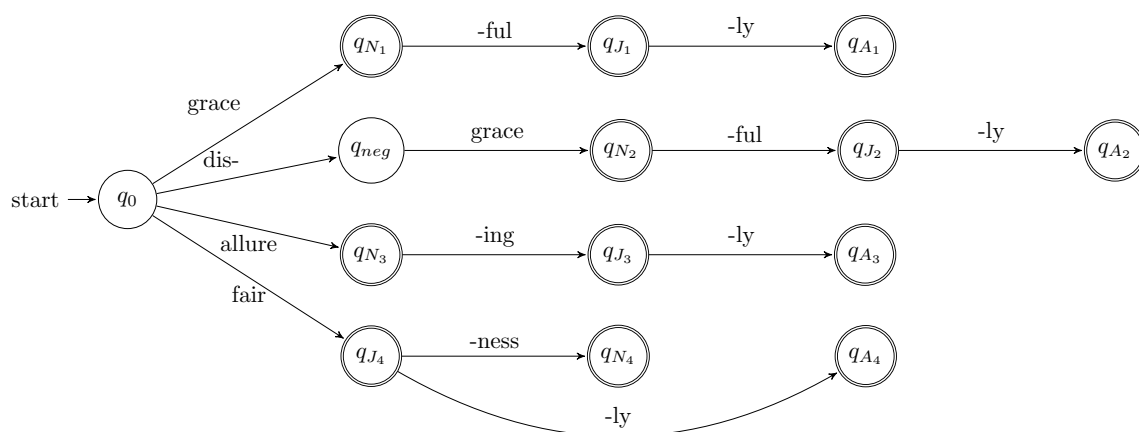 q_{N_1} -ful q_{J_1} -ly q_{A_1}
grace
q_{neg} grace q_{N_2} -ful q_{J_2} -ly q_{A_2}
dis-
start q_0
allure q_{N_3} -ing q_{J_3} -ly q_{A_3}
fair
q_{J_4} -ness q_{N_4} q_{A_4}
-ly